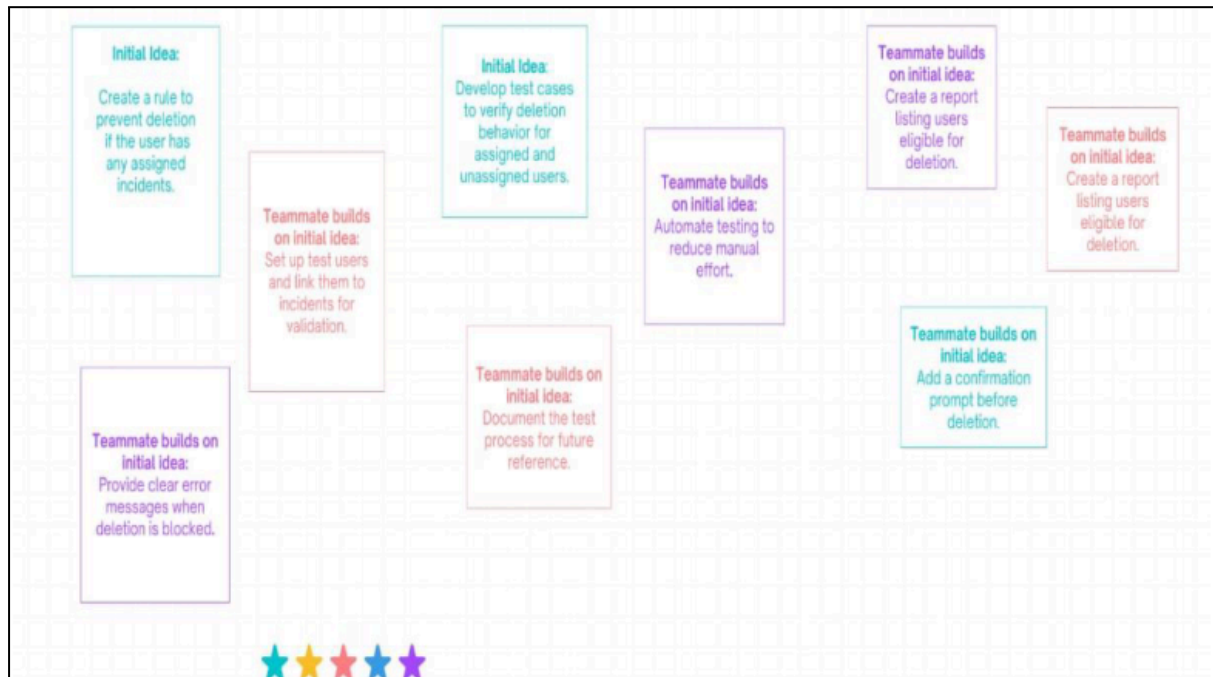 Initial Idea:
Create a rule to
prevent deletion
if the user has
any assigned
incidents.
Teammate builds
on initial idea:
Set up test users
and link them to
incidents for
validation.
Teammate builds on
initial idea:
Provide clear error
messages when
deletion is blocked.
Initial Idea:
Develop test cases
to verify deletion
behavior for
assigned and
unassigned users.
Teammate builds
on initial idea:
Automate testing to
reduce manual
effort.
Teammate builds on
initial idea:
Document the test
process for future
reference.
Teammate builds
on initial idea:
Create a report
listing users
eligible for
deletion.
Teammate builds
on initial idea:
Create a report
listing users
eligible for
deletion.
Teammate builds on
initial idea:
Add a confirmation
prompt before
deletion.